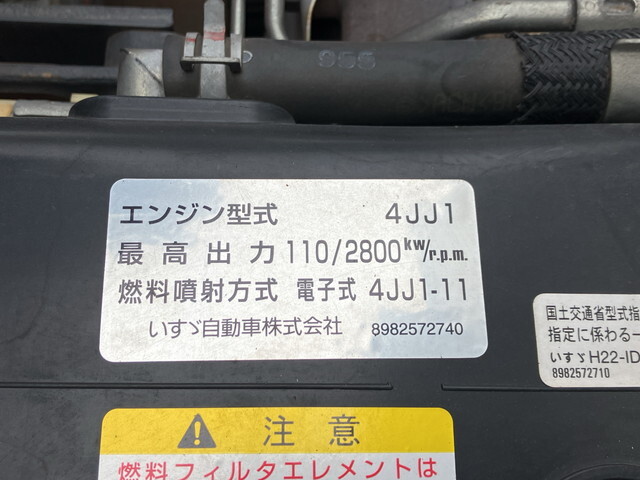 955
エンジン型式 4JJ1
最高出力 110/2800kW/r.p.m.
燃料噴射方式 電子式 4JJ1-11
いすゞ自動車株式会社 8982572740
国土交通省型式指
指定に係わる一
いすゞH22-ID
8982572710
注意
燃料フィルタエレメントは